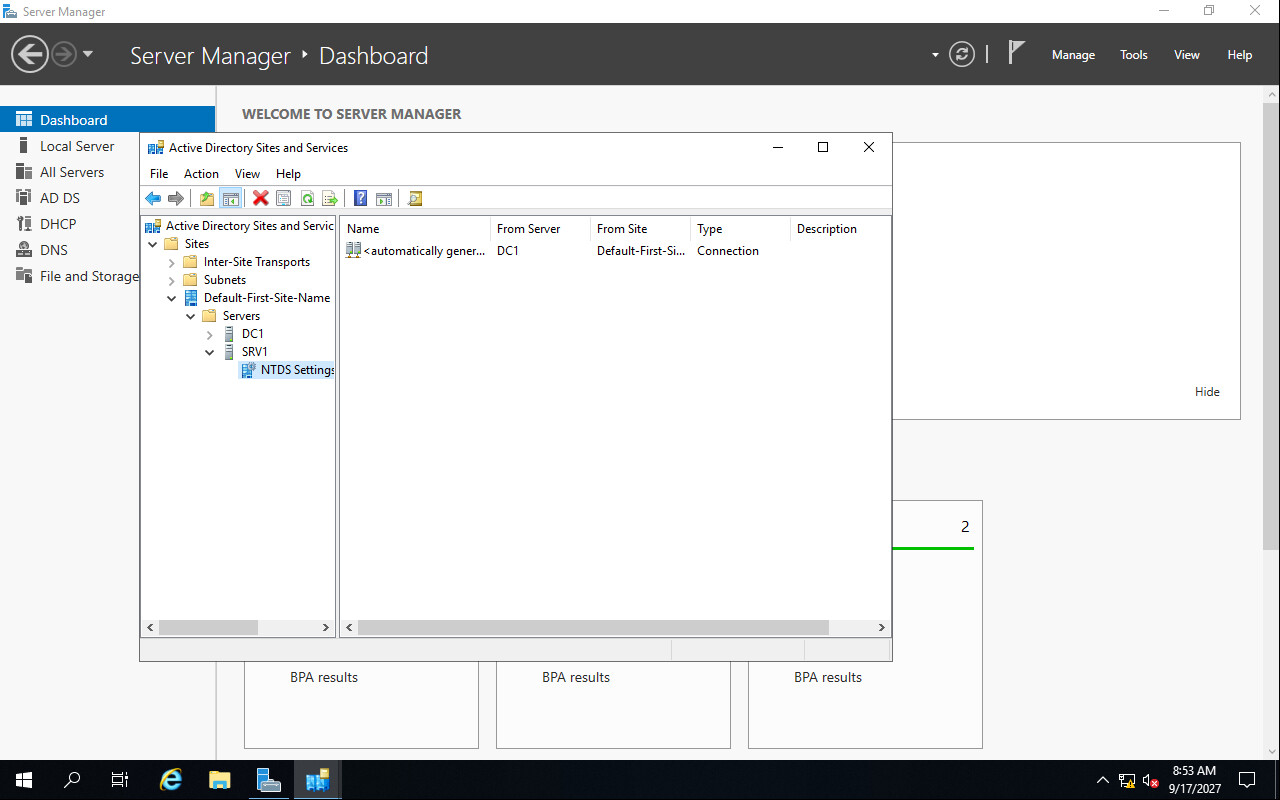 Server Manager
Server Manager
Dashboard
Manage
Tools
View
Help
Dashboard
Local Server
All Servers
AD DS
DHCP
DNS
File and Storage
WELCOME TO SERVER MANAGER
Active Directory Sites and Services
File
Action
View
Help
Active Directory Sites and Servic
Sites
Inter-Site Transports
Subnets
Default-First-Site-Name
Servers
DC1
SRV1
NTDS Settings
Name
From Server
From Site
Type
Description
<automatically gener...
DC1
Default-First-Si...
Connection
Hide
2
BPA results
BPA results
BPA results
8:53 AM
9/17/2027